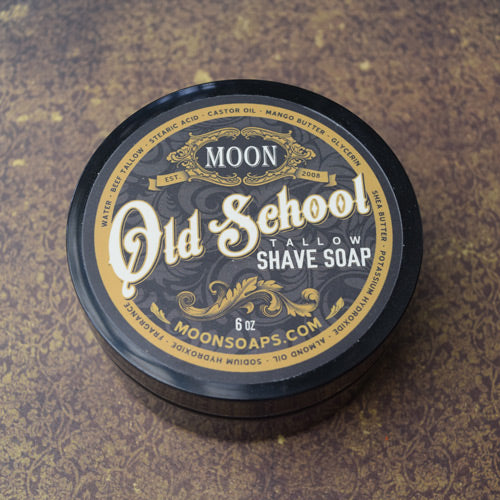 WATER · BEEF TALLOW · STEARIC ACID · CASTOR OIL · MANGO BUTTER · GLYCERIN
SHEA BUTTER · POTASSIUM HYDROXIDE · ALMOND OIL · SODIUM HYDROXIDE · FRAGRANCE
MOON
EST. 2008
Old School
TALLOW
SHAVE SOAP
6 OZ
MOONSOAPS.COM